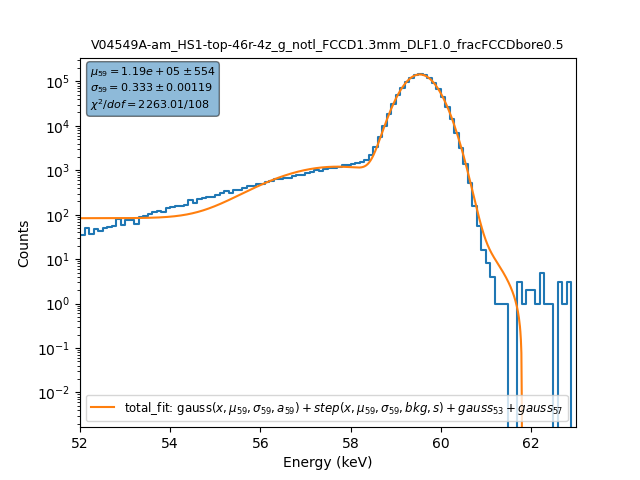 V04549A-am_HS1-top-46r-4z_g_notl_FCCD1.3mm_DLF1.0_fracFCCDbore0.5
μ₅₉ = 1.19e + 05 ± 554
σ₅₉ = 0.333 ± 0.00119
χ²/dof = 2263.01/108
Counts
10⁵
10⁴
10³
10²
10¹
10⁰
10⁻¹
10⁻²
total_fit: gauss(x, μ₅₉, σ₅₉, a₅₉) + step(x, μ₅₉, σ₅₉, bkg, s) + gauss₅₃ + gauss₅₇
52 54 56 58 60 62
Energy (keV)